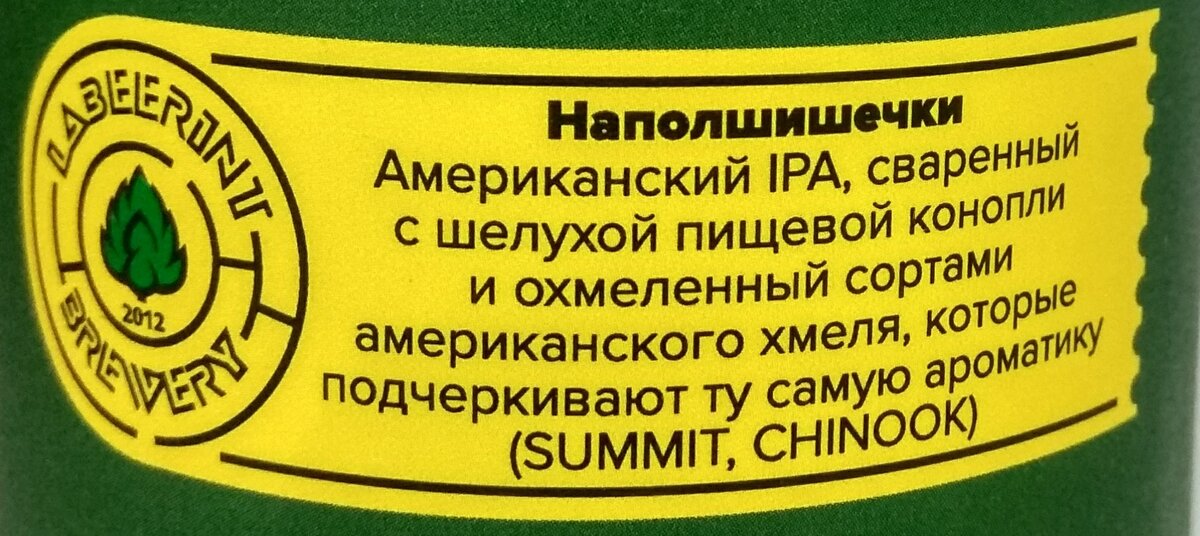 LABEERINT
2012
BREWERY
Наполшишечки
Американский IPA, сваренный
с шелухой пищевой конопли
и охмеленный сортами
американского хмеля, которые
подчеркивают ту самую ароматику
(SUMMIT, CHINOOK)